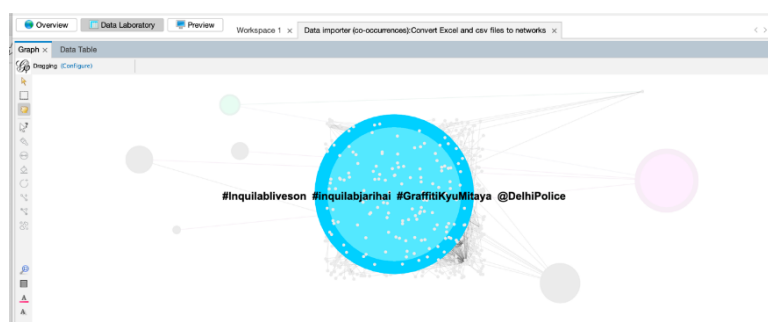 Overview Data Laboratory Preview Workspace 1 × Data importer (co-occurrences):Convert Excel and csv files to networks ×
Graph × Data Table
Dragging (Configure)
#Inquilabliveson #inquilabjarihai #GraffitiKyuMitaya @DelhiPolice
A
A